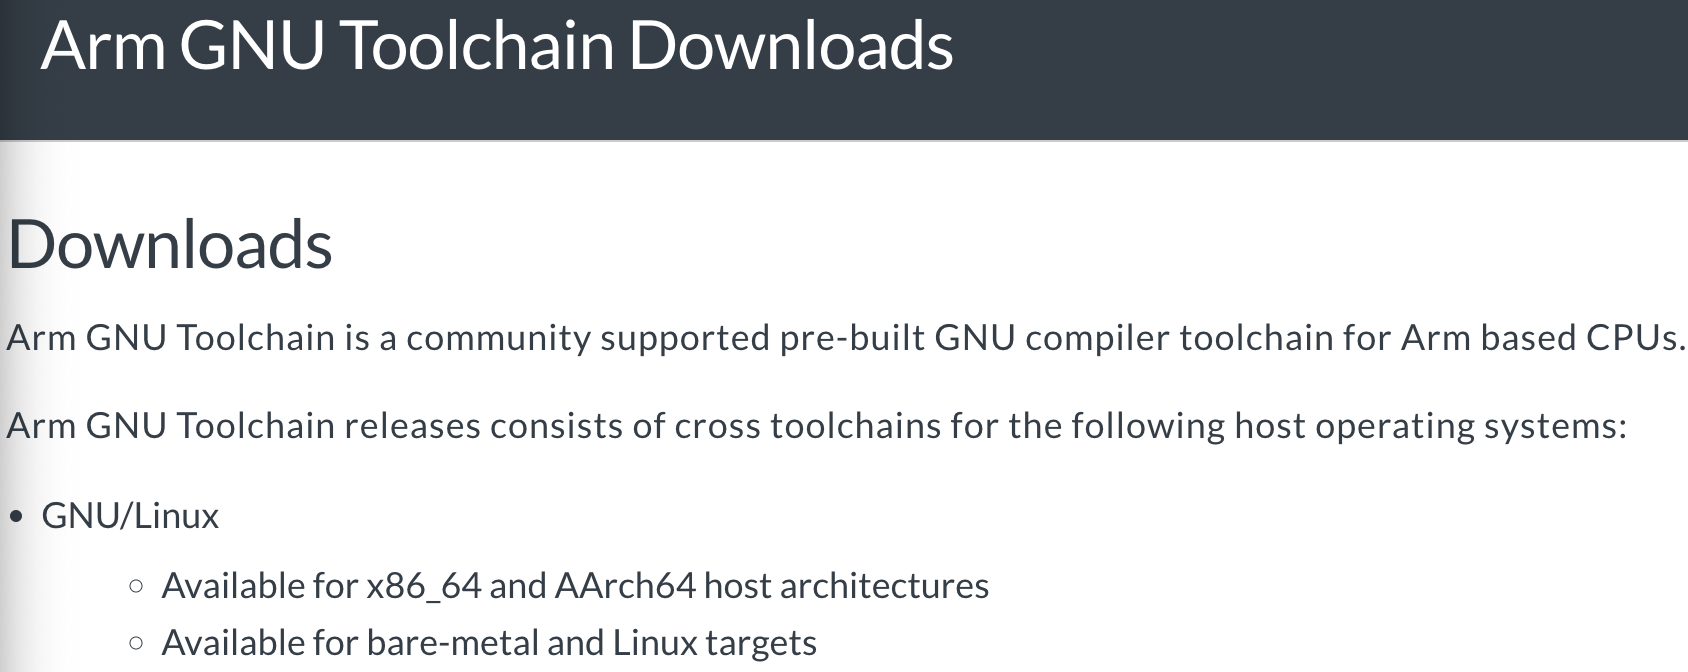 Arm GNU Toolchain Downloads
Downloads
Arm GNU Toolchain is a community supported pre-built GNU compiler toolchain for Arm based CPUs.
Arm GNU Toolchain releases consists of cross toolchains for the following host operating systems:
• GNU/Linux
○ Available for x86_64 and AArch64 host architectures
○ Available for bare-metal and Linux targets